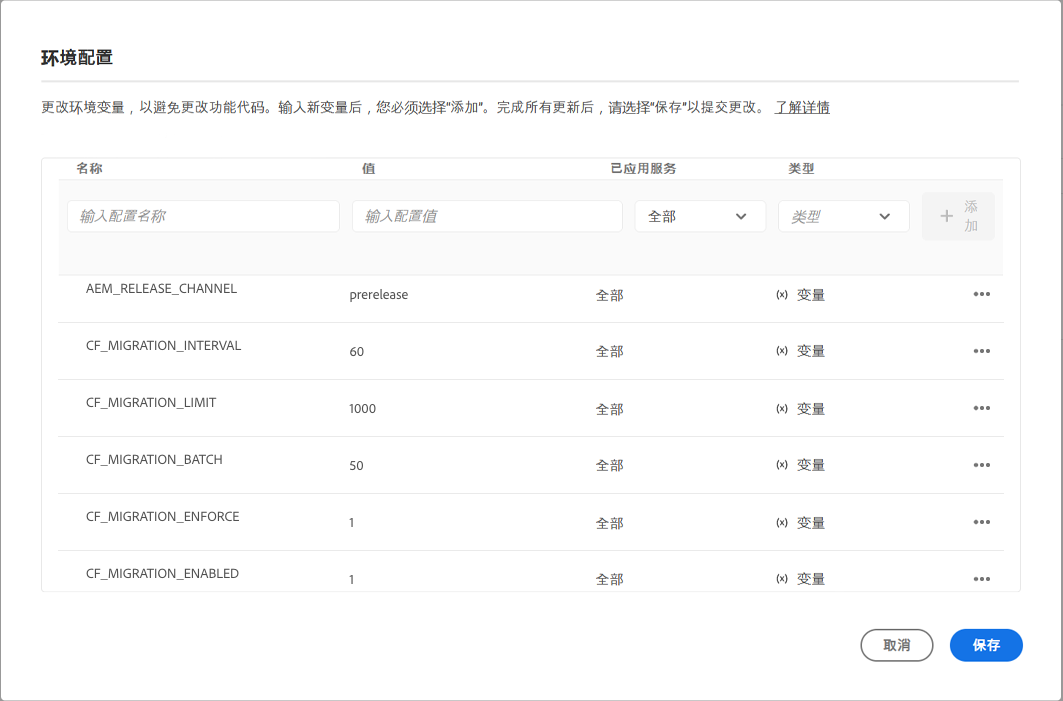 环境配置
更改环境变量，以避免更改功能代码。输入新变量后，您必须选择“添加”。完成所有更新后，请选择“保存”以提交更改。 了解详情
名称 值 已应用服务 类型
输入配置名称 输入配置值 全部 类型 + 添加
AEM_RELEASE_CHANNEL prerelease 全部 (x) 变量 •••
CF_MIGRATION_INTERVAL 60 全部 (x) 变量 •••
CF_MIGRATION_LIMIT 1000 全部 (x) 变量 •••
CF_MIGRATION_BATCH 50 全部 (x) 变量 •••
CF_MIGRATION_ENFORCE 1 全部 (x) 变量 •••
CF_MIGRATION_ENABLED 1 全部 (x) 变量 •••
取消 保存